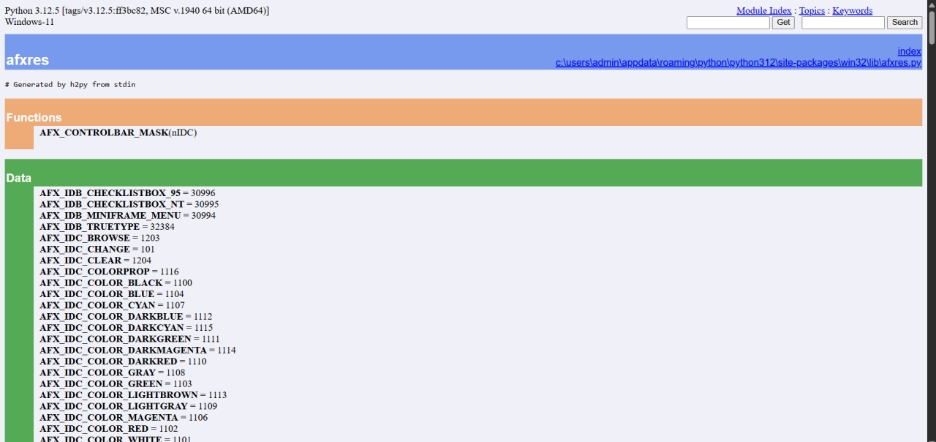 Python 3.12.5 [tags/v3.12.5:ff3bc82, MSC v.1940 64 bit (AMD64)]
Windows-11
Module Index : Topics : Keywords
Get Search
afxres
index
c:\users\admin\appdata\roaming\python\python312\site-packages\win32\lib\afxres.py
# Generated by h2py from stdin
Functions
AFX_CONTROLBAR_MASK(nIDC)
Data
AFX_IDB_CHECKLISTBOX_95 = 30996
AFX_IDB_CHECKLISTBOX_NT = 30995
AFX_IDB_MINIFRAME_MENU = 30994
AFX_IDB_TRUETYPE = 32384
AFX_IDC_BROWSE = 1203
AFX_IDC_CHANGE = 101
AFX_IDC_CLEAR = 1204
AFX_IDC_COLORPROP = 1116
AFX_IDC_COLOR_BLACK = 1100
AFX_IDC_COLOR_BLUE = 1104
AFX_IDC_COLOR_CYAN = 1107
AFX_IDC_COLOR_DARKBLUE = 1112
AFX_IDC_COLOR_DARKCYAN = 1115
AFX_IDC_COLOR_DARKGREEN = 1111
AFX_IDC_COLOR_DARKMAGENTA = 1114
AFX_IDC_COLOR_DARKRED = 1110
AFX_IDC_COLOR_GRAY = 1108
AFX_IDC_COLOR_GREEN = 1103
AFX_IDC_COLOR_LIGHTBROWN = 1113
AFX_IDC_COLOR_LIGHTGRAY = 1109
AFX_IDC_COLOR_MAGENTA = 1106
AFX_IDC_COLOR_RED = 1102
AFX_IDC_COLOR_WHITE = 1101